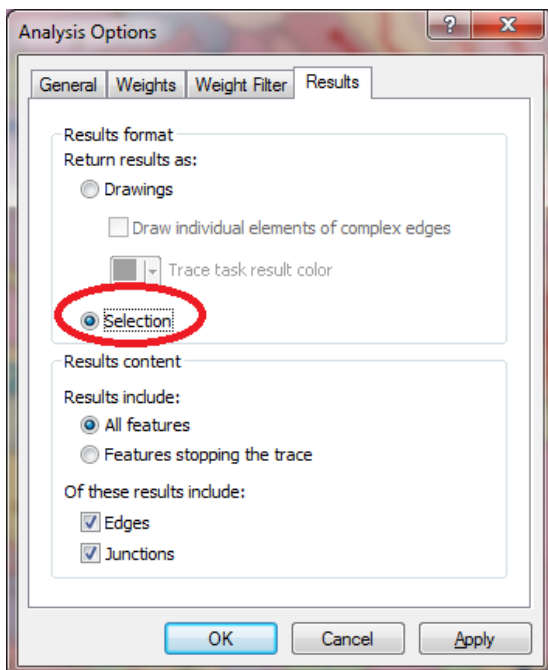 Analysis Options
?
X
General Weights Weight Filter Results
Results format
Return results as:
Drawings
Draw individual elements of complex edges
Trace task result color
Selection
Results content
Results include:
All features
Features stopping the trace
Of these results include:
Edges
Junctions
OK Cancel Apply